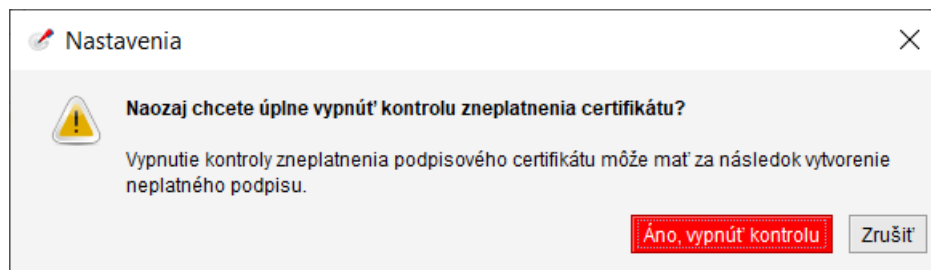 Nastavenia
Naozaj chcete úplne vypnúť kontrolu zneplatnenia certifikátu?
Vypnutie kontroly zneplatnenia podpisového certifikátu môže mať za následok vytvorenie
neplatného podpisu.
Áno, vypnúť kontrolu Zrušiť